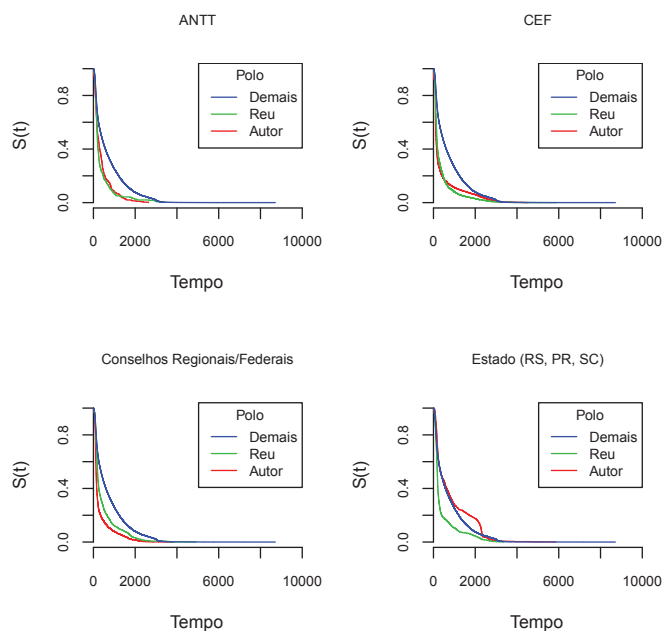 ANTT
S(t)
0.0 0.4 0.8
Polo
Demais
Reu
Autor
0 2000 6000 10000
Tempo
CEF
S(t)
0.0 0.4 0.8
Polo
Demais
Reu
Autor
0 2000 6000 10000
Tempo
Conselhos Regionais/Federais
S(t)
0.0 0.4 0.8
Polo
Demais
Reu
Autor
0 2000 6000 10000
Tempo
Estado (RS, PR, SC)
S(t)
0.0 0.4 0.8
Polo
Demais
Reu
Autor
0 2000 6000 10000
Tempo